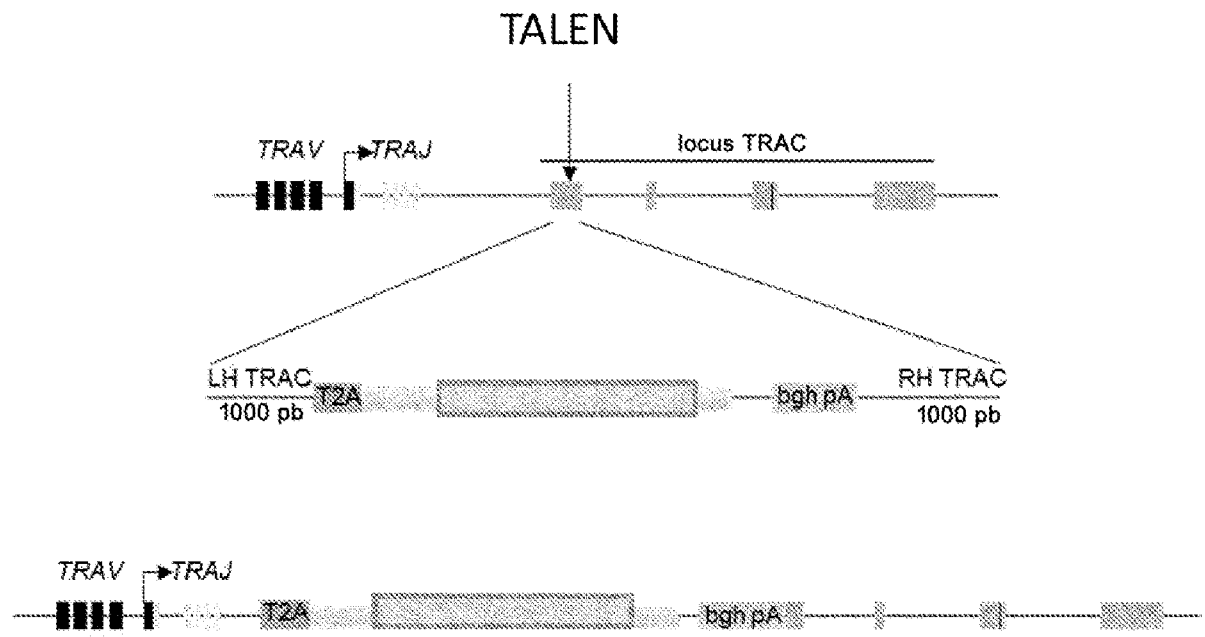 TALEN
TRAV TRAJ locus TRAC
LH TRAC RH TRAC
T2A bgh pA
1000 pb 1000 pb
TRAV TRAJ
T2A bgh pA